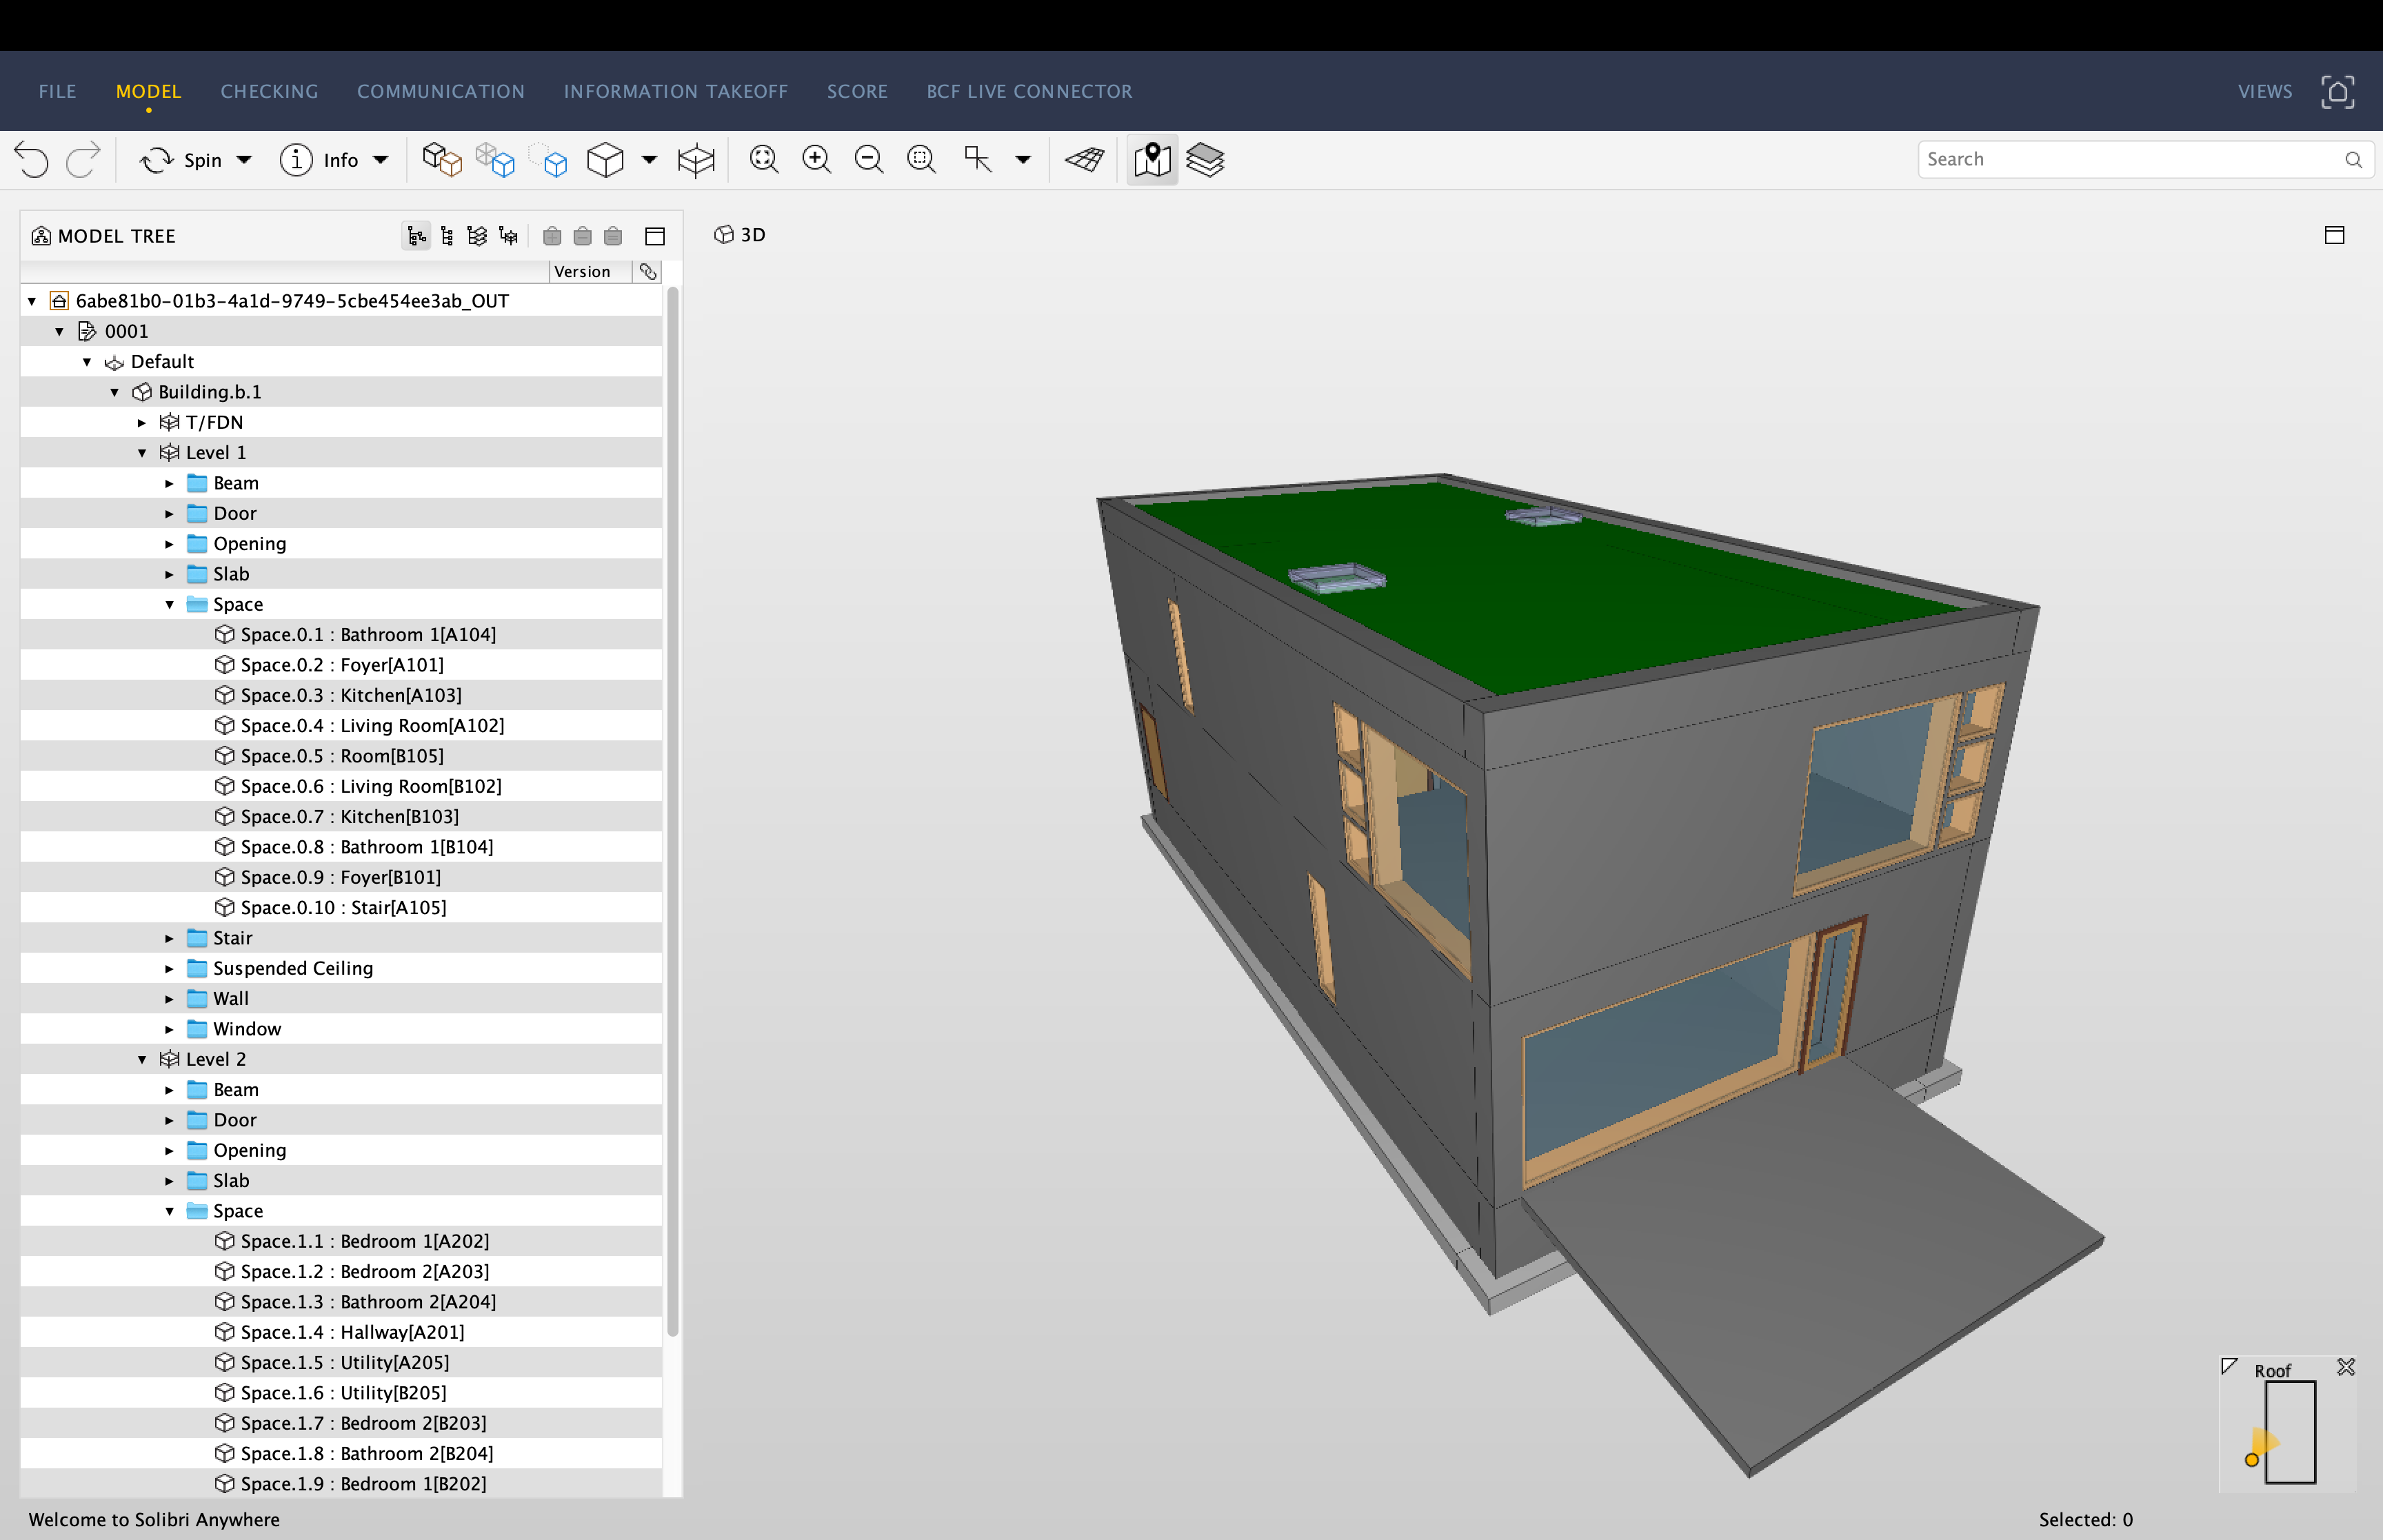 FILE MODEL CHECKING COMMUNICATION INFORMATION TAKEOFF SCORE BCF LIVE CONNECTOR VIEWS
Spin Info Search
MODEL TREE
3D
Version
6abe81b0-01b3-4a1d-9749-5cbe454ee3ab_OUT
0001
Default
Building.b.1
T/FDN
Level 1
Beam
Door
Opening
Slab
Space
Space.0.1 : Bathroom 1[A104]
Space.0.2 : Foyer[A101]
Space.0.3 : Kitchen[A103]
Space.0.4 : Living Room[A102]
Space.0.5 : Room[B105]
Space.0.6 : Living Room[B102]
Space.0.7 : Kitchen[B103]
Space.0.8 : Bathroom 1[B104]
Space.0.9 : Foyer[B101]
Space.0.10 : Stair[A105]
Stair
Suspended Ceiling
Wall
Window
Level 2
Beam
Door
Opening
Slab
Space
Space.1.1 : Bedroom 1[A202]
Space.1.2 : Bedroom 2[A203]
Space.1.3 : Bathroom 2[A204]
Space.1.4 : Hallway[A201]
Space.1.5 : Utility[A205]
Space.1.6 : Utility[B205]
Space.1.7 : Bedroom 2[B203]
Space.1.8 : Bathroom 2[B204]
Space.1.9 : Bedroom 1[B202]
Roof
Welcome to Solibri Anywhere
Selected: 0